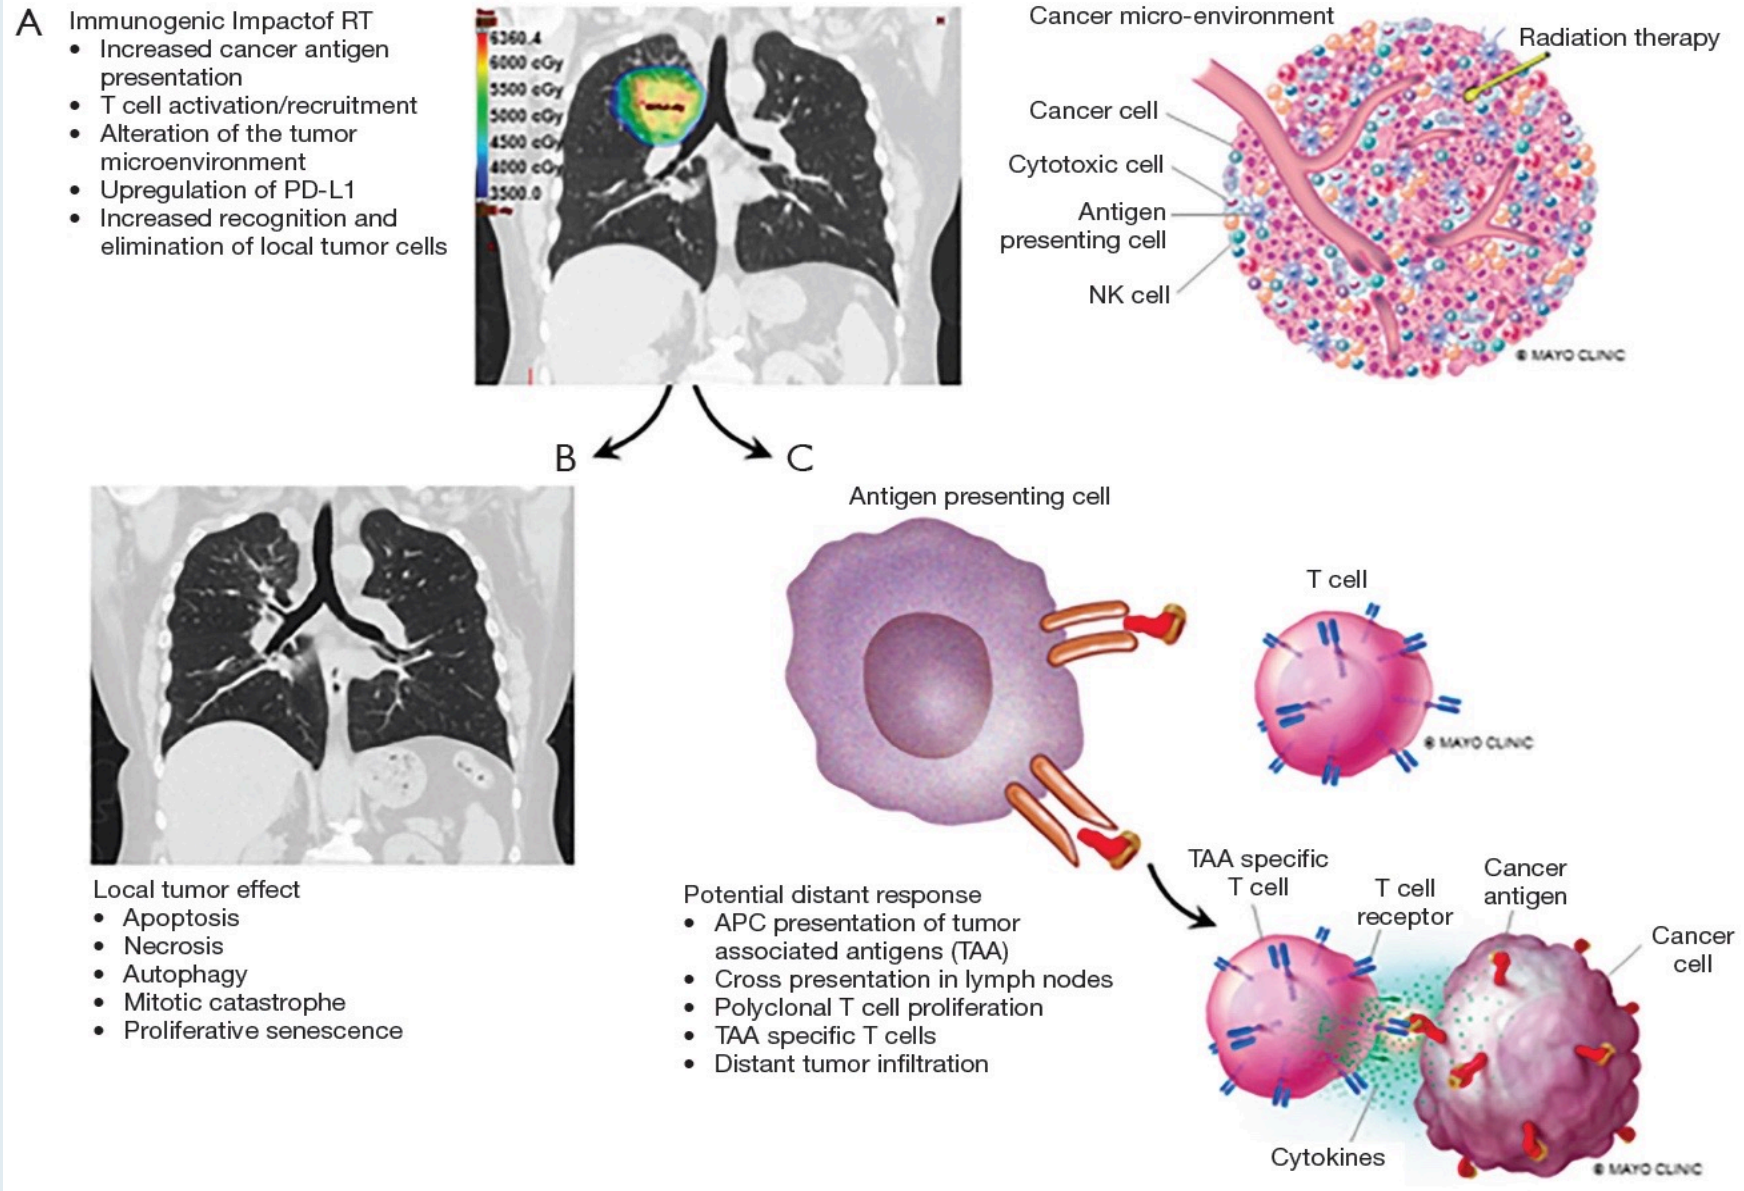 A
Immunogenic Impactof RT
• Increased cancer antigen
presentation
• T cell activation/recruitment
• Alteration of the tumor
microenvironment
• Upregulation of PD-L1
• Increased recognition and
elimination of local tumor cells
6360.4
6000 cGy
5500 cGy
5000 cGy
4500 cGy
4000 cGy
3500.0
Cancer micro-environment
Radiation therapy
Cancer cell
Cytotoxic cell
Antigen
presenting cell
NK cell
© MAYO CLINIC
B
C
Local tumor effect
• Apoptosis
• Necrosis
• Autophagy
• Mitotic catastrophe
• Proliferative senescence
Antigen presenting cell
T cell
© MAYO CLINIC
Potential distant response
• APC presentation of tumor
associated antigens (TAA)
• Cross presentation in lymph nodes
• Polyclonal T cell proliferation
• TAA specific T cells
• Distant tumor infiltration
TAA specific
T cell
T cell
receptor
Cancer
antigen
Cancer
cell
Cytokines
© MAYO CLINIC